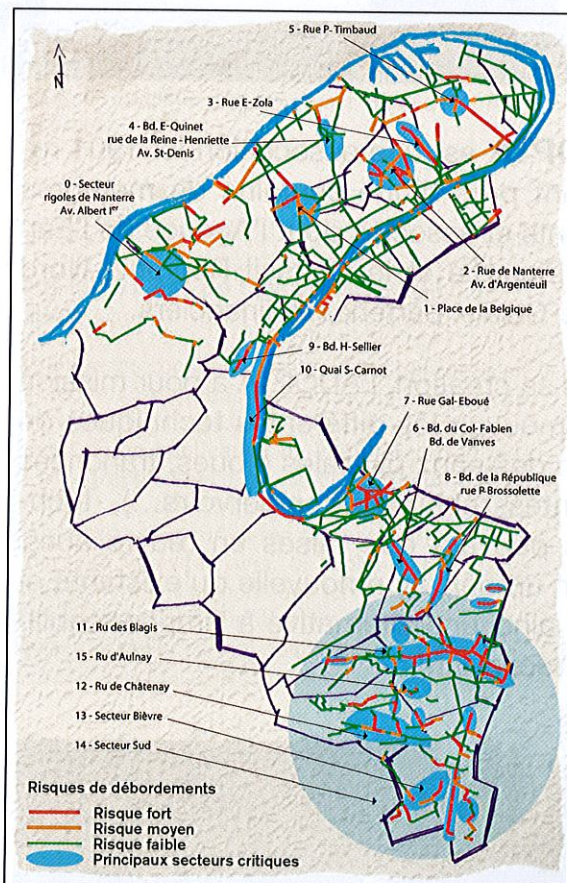 5 - Rue P- Timbaud
N
3 - Rue E-Zola
4 - Bd. E-Quinet
rue de la Reine - Henriette
Av. St-Denis
0 - Secteur
rigoles de Nanterre
Av. Albert Ier
2 - Rue de Nanterre
Av. d'Argenteuil
1 - Place de la Belgique
9 - Bd. H-Sellier
10 - Quai S-Carnot
7 - Rue Gal-Eboué
6 - Bd. du Col-Fabien
Bd. de Vanves
8 - Bd. de la République
rue P-Brossolette
11 - Ru des Blagis
15 - Ru d'Aulnay
12 - Ru de Châtenay
13 - Secteur Bièvre
14 - Secteur Sud
Risques de débordements
Risque fort
Risque moyen
Risque faible
Principaux secteurs critiques